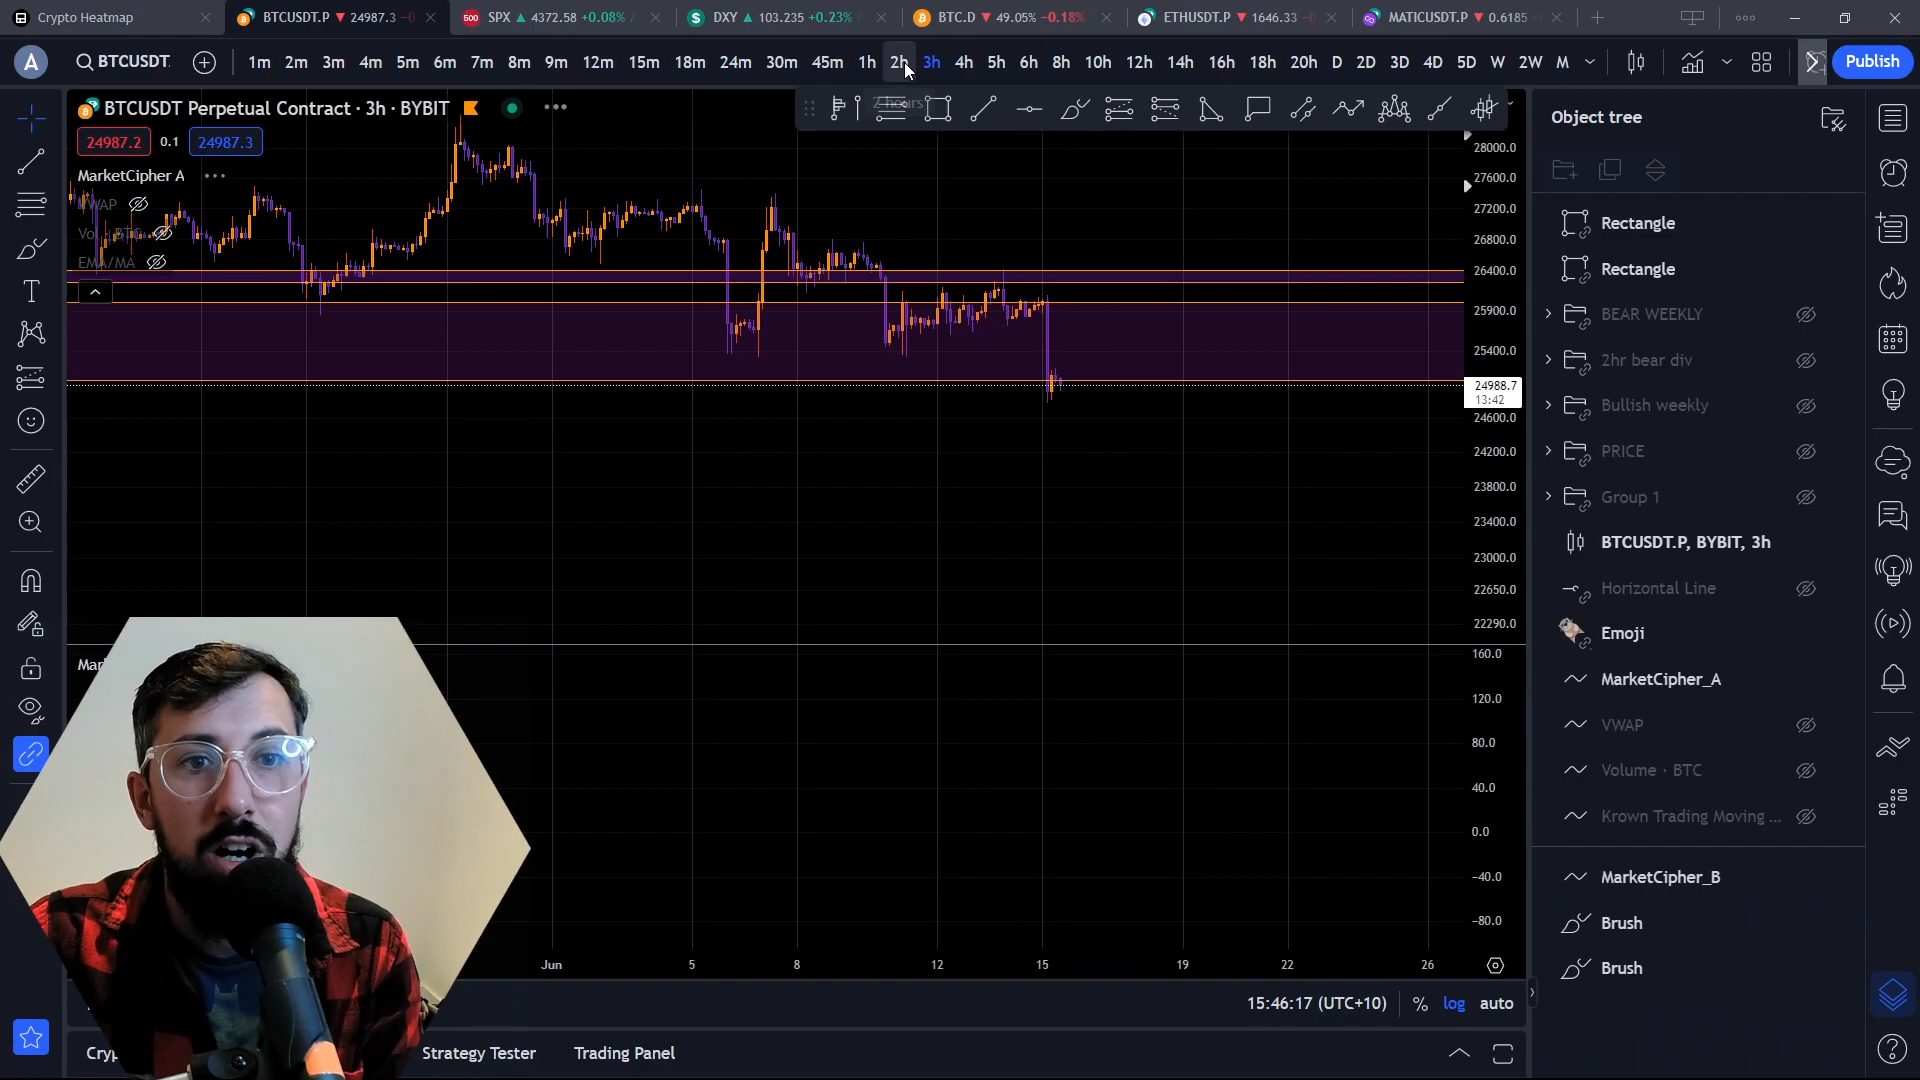 Crypto Heatmap
BTCUSDT.P ▼ 24987.3
SPX ▲ 4372.58 +0.08%
DXY ▲ 103.235 +0.23%
BTC.D ▼ 49.05% −0.18%
ETHUSDT.P ▼ 1646.33
MATICUSDT.P ▼ 0.6185
A
BTCUSDT.
1m 2m 3m 4m 5m 6m 7m 8m 9m 12m 15m 18m 24m 30m 45m 1h 2h 3h 4h 5h 6h 8h 10h 12h 14h 16h 18h 20h D 2D 3D 4D 5D W 2W M
Publish
BTCUSDT Perpetual Contract · 3h · BYBIT
2 hours
24987.2 0.1 24987.3
MarketCipher A
VWAP
Vol · BTC
EMA/MA
28000.0
27600.0
27200.0
26800.0
26400.0
25900.0
25400.0
24988.7
13:42
24600.0
24200.0
23800.0
23400.0
23000.0
22650.0
22290.0
160.0
120.0
80.0
40.0
0.0
−40.0
−80.0
Jun 5 8 12 15 19 22 26
15:46:17 (UTC+10) % log auto
Strategy Tester Trading Panel
Object tree
Rectangle
Rectangle
BEAR WEEKLY
2hr bear div
Bullish weekly
PRICE
Group 1
BTCUSDT.P, BYBIT, 3h
Horizontal Line
Emoji
MarketCipher_A
VWAP
Volume · BTC
Krown Trading Moving ...
MarketCipher_B
Brush
Brush